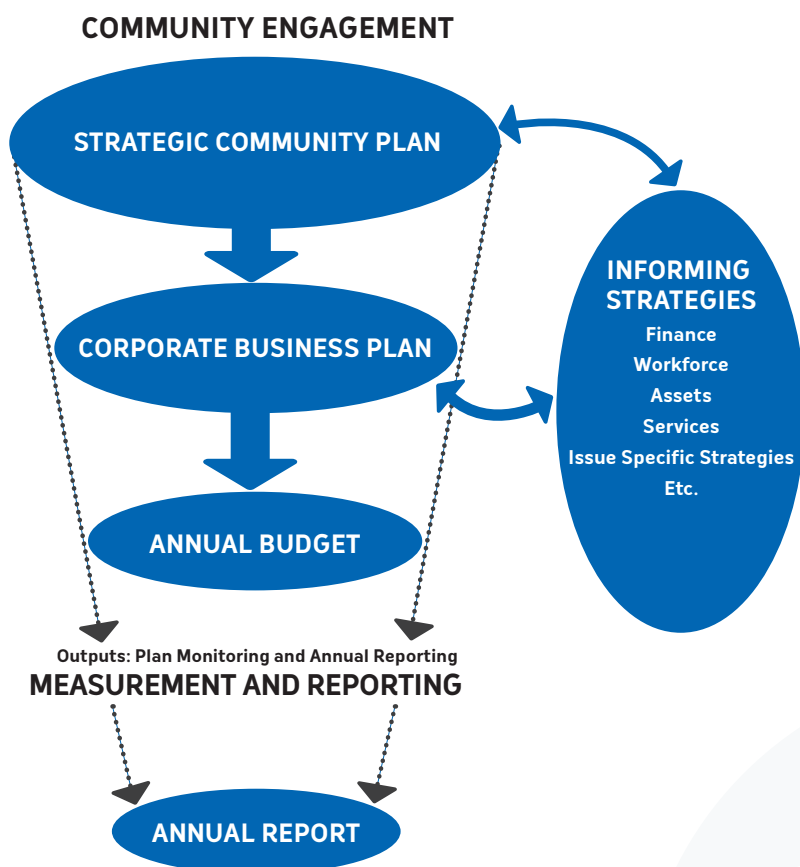 COMMUNITY ENGAGEMENT
STRATEGIC COMMUNITY PLAN
CORPORATE BUSINESS PLAN
ANNUAL BUDGET
INFORMING
STRATEGIES
Finance
Workforce
Assets
Services
Issue Specific Strategies
Etc.
Outputs: Plan Monitoring and Annual Reporting
MEASUREMENT AND REPORTING
ANNUAL REPORT